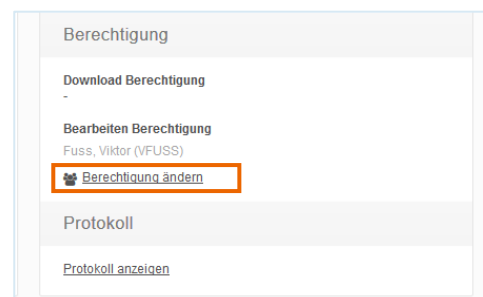 Berechtigung
Download Berechtigung
-
Bearbeiten Berechtigung
Fuss, Viktor (VFUSS)
Berechtigung ändern
Protokoll
Protokoll anzeigen